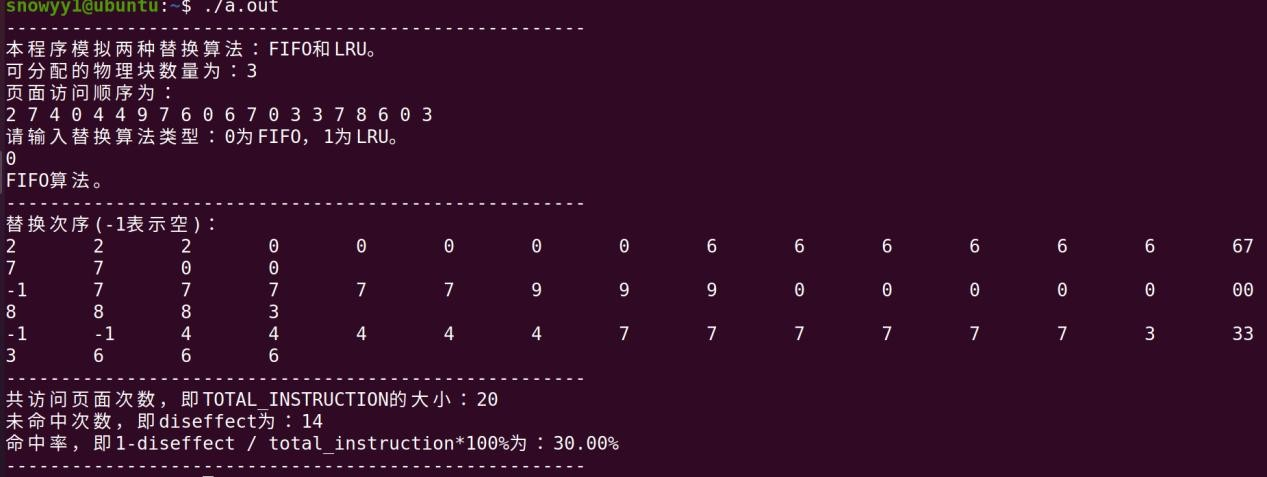 snowyyl@ubuntu:~$ ./a.out
-----------------------------------------------------
本程序模拟两种替换算法：FIFO和LRU。
可分配的物理块数量为：3
页面访问顺序为：
2 7 4 0 4 4 9 7 6 0 6 7 0 3 3 7 8 6 0 3
请输入替换算法类型：0为FIFO，1为LRU。
0
FIFO算法。
-----------------------------------------------------
替换次序(-1表示空)：
2 2 2 0 0 0 0 0 6 6 6 6 6 6 67
7 7 0 0
-1 7 7 7 7 7 9 9 9 0 0 0 0 0 00
8 8 8 3
-1 -1 4 4 4 4 4 7 7 7 7 7 7 3 33
3 6 6 6
-----------------------------------------------------
共访问页面次数，即TOTAL_INSTRUCTION的大小：20
未命中次数，即diseffect为：14
命中率，即1-diseffect / total_instruction*100%为：30.00%
-----------------------------------------------------